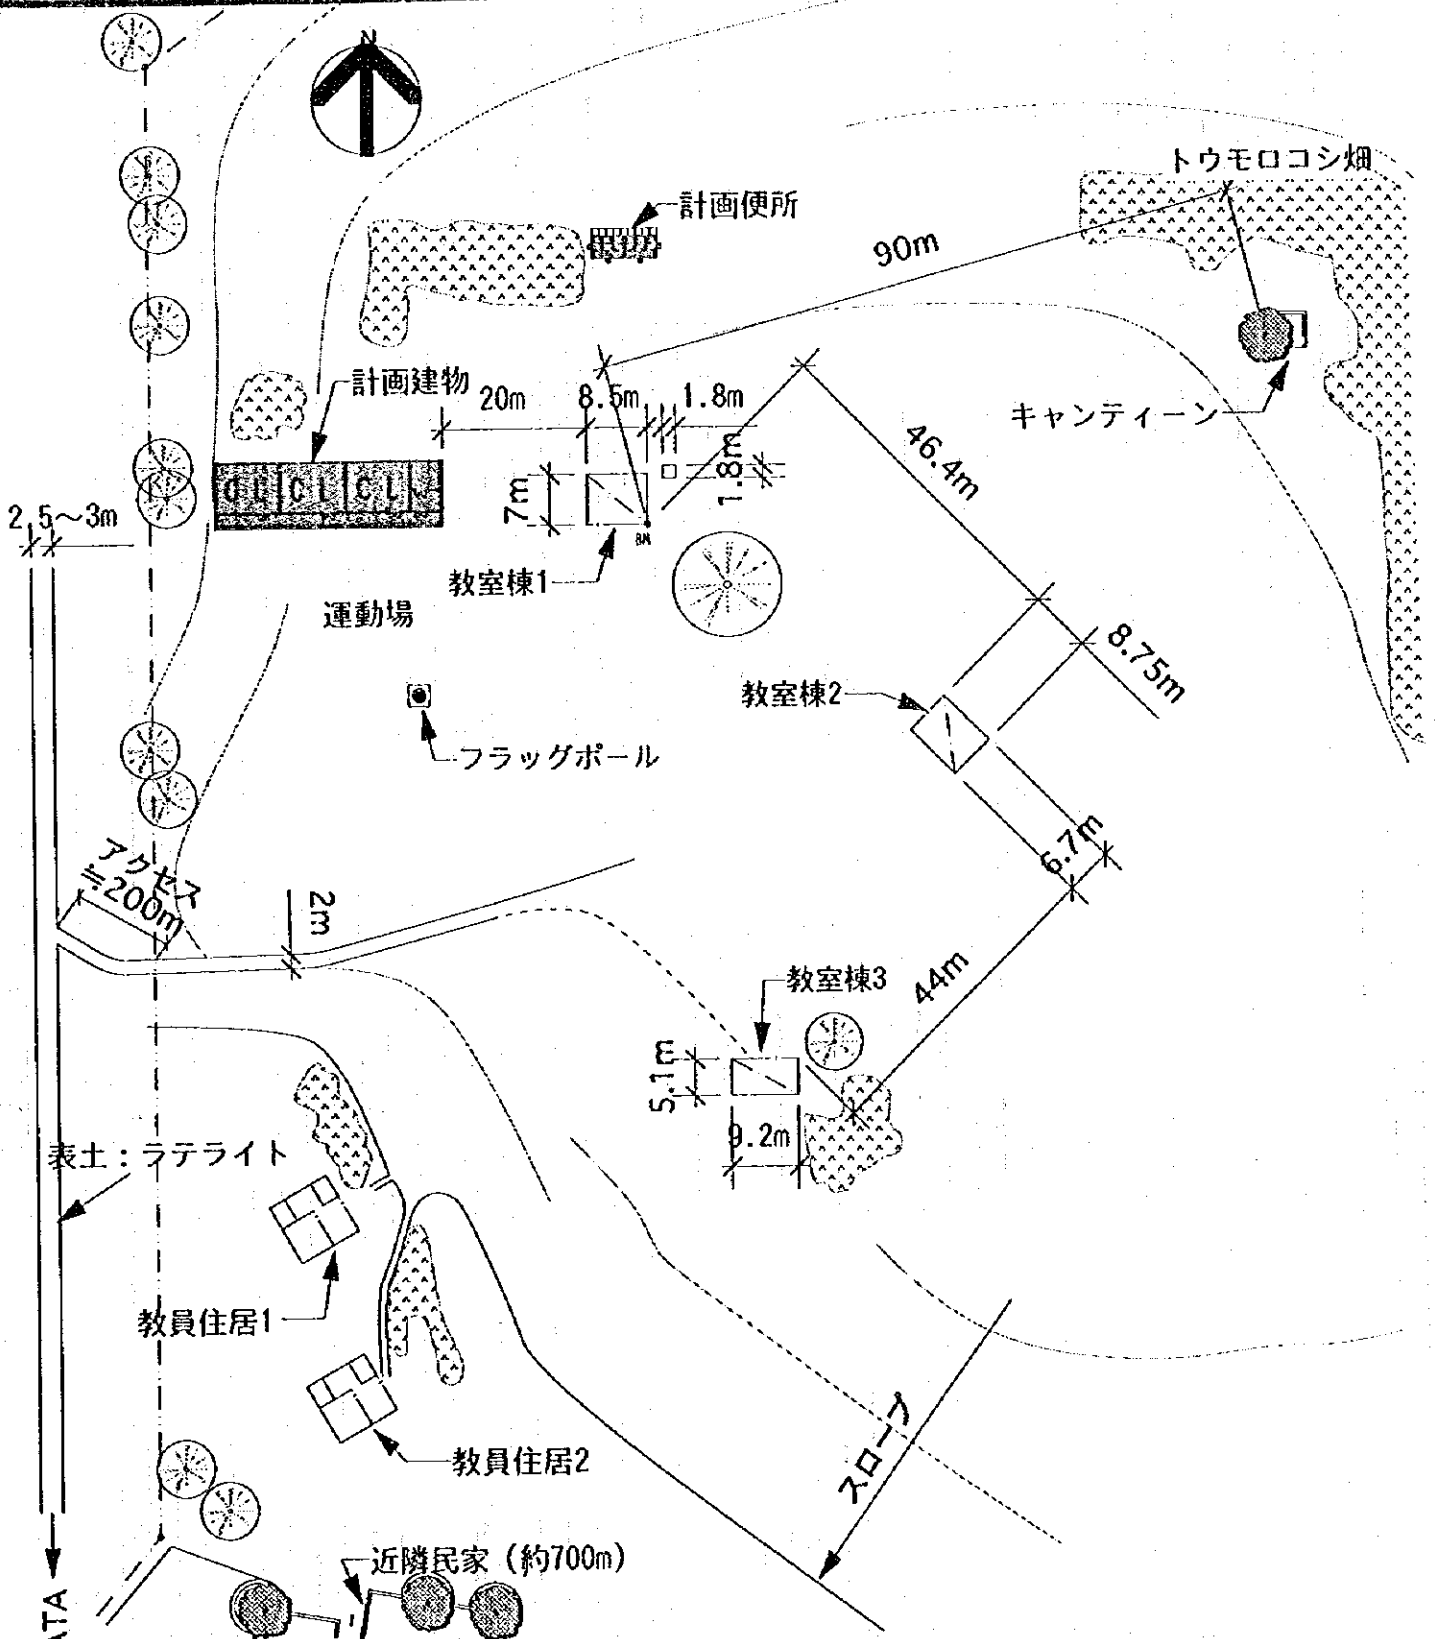 N
トウモロコシ畑
計画便所
90m
計画建物
20m
8.5m
1.8m
キャンティーン
46.4m
1.8m
7m
CL
CL
2.5〜3m
BM
教室棟1
運動場
8.75m
教室棟2
フラッグポール
6.7m
アクセス
≒200m
2m
教室棟3
44m
5.1m
9.2m
表土：ラテライト
教員住居1
スロープ
教員住居2
近隣民家（約700m）